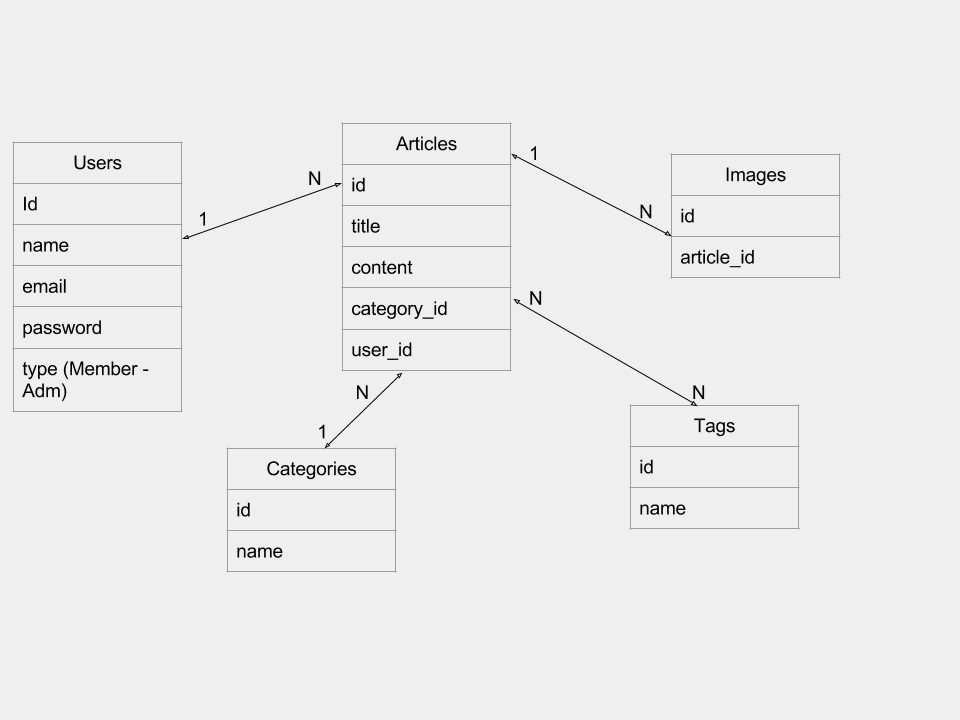 Users
Id
name
email
password
type (Member -
Adm)
1
N
Articles
id
title
content
category_id
user_id
1
N
Images
id
article_id
N
N
Tags
id
name
N
1
Categories
id
name